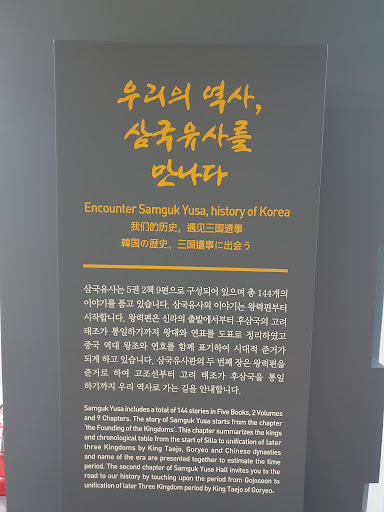 우리의 역사,
삼국유사를
만나다
Encounter Samguk Yusa, history of Korea
我们的历史，遇见三国遗事
韓国の歴史、三国遺事に出会う
삼국유사는 5권 2책 9편으로 구성되어 있으며 총 144개의
이야기를 품고 있습니다. 삼국유사의 이야기는 왕력편부터
시작합니다. 왕력편은 신라의 출발에서부터 후삼국의 고려
태조가 통일하기까지 왕대와 연표를 도표로 정리하였고
중국 역대 왕조와 연호를 함께 표기하여 시대적 준거가
되게 하고 있습니다. 삼국유사관의 두 번째 장은 왕력편을
준거로 하여 고조선부터 고려 태조가 후삼국을 통일
하기까지 우리 역사로 가는 길을 안내합니다.
Samguk Yusa includes a total of 144 stories in Five Books, 2 Volumes
and 9 Chapters. The story of Samguk Yusa starts from the chapter
'the Founding of the Kingdoms'. This chapter summarizes the kings
and chronological table from the start of Silla to unification of later
three Kingdoms by King Taejo, Goryeo and Chinese dynasties
and name of the era are presented together to estimate the time
period. The second chapter of Samguk Yusa Hall invites you to the
road to our history by touching upon the period from Gojoseon to
unification of later Three Kingdom period by King Taejo of Goryeo.